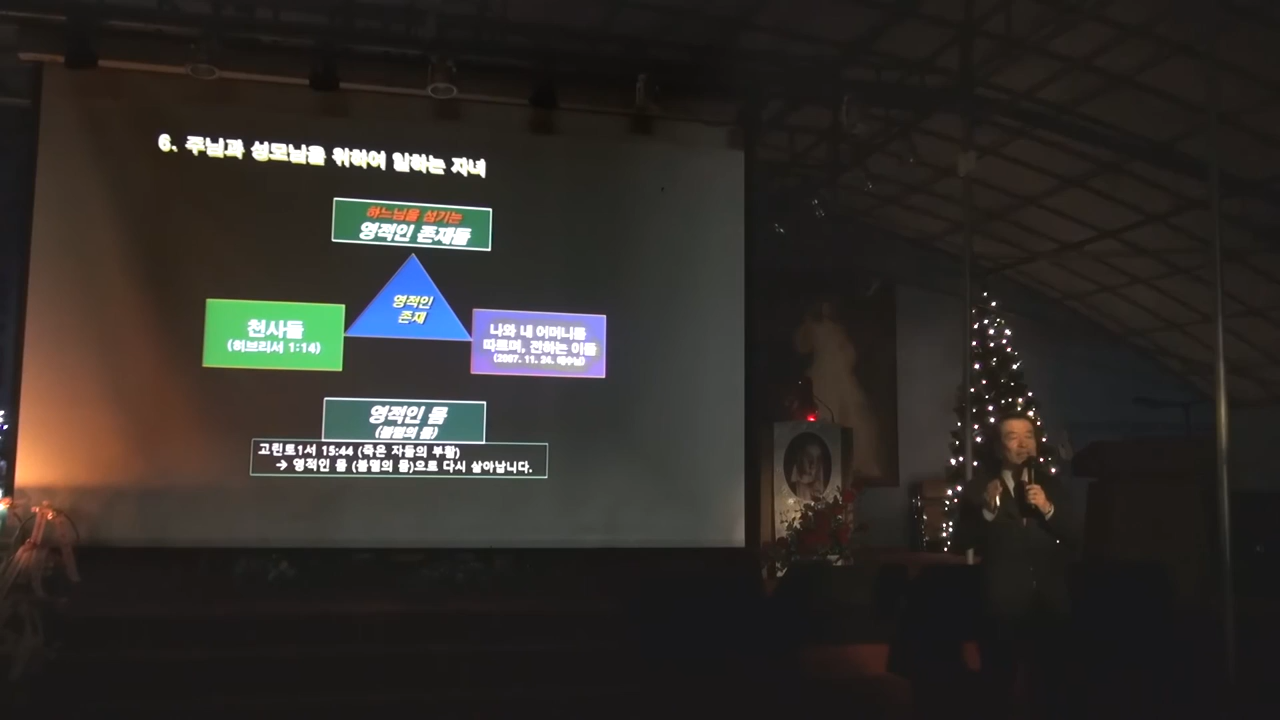 6. 주님과 성모님을 위하여 일하는 자녀
하느님을 섬기는
영적인 존재들
영적인
존재
천사들
(히브리서 1:14)
나와 내 어머니를
따르며, 전하는 이들
(2007. 11. 24. 예수님)
영적인 몸
(불멸의 몸)
고린토1서 15:44 (죽은 자들의 부활)
→ 영적인 몸 (불멸의 몸)으로 다시 살아납니다.